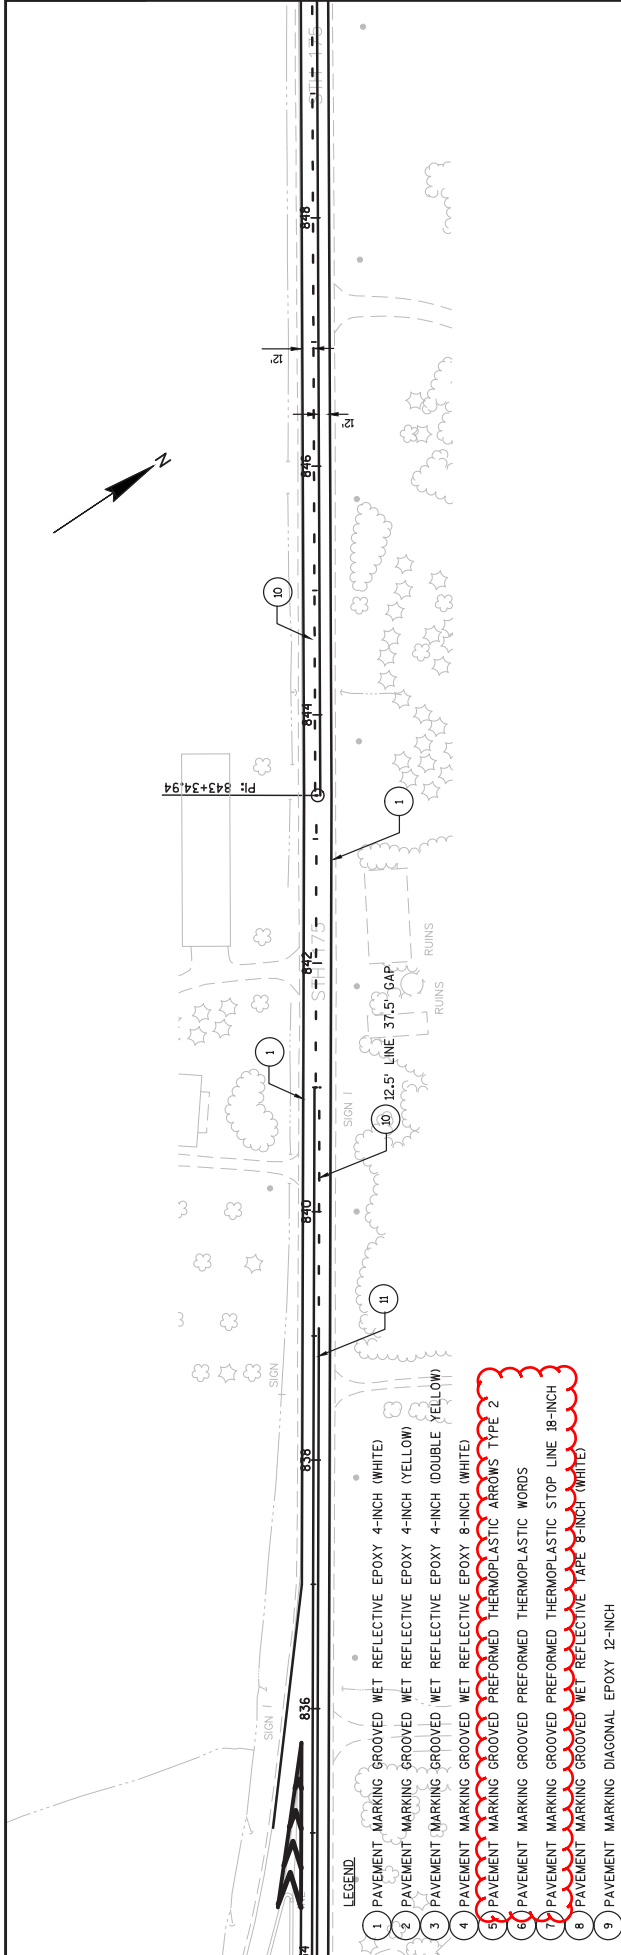 STH 175
848
12'
12'
846
N
10
844
PI: 843+34.94
1
STH 175
842
RUINS
RUINS
1
12.5' LINE 37.5' GAP
10
SIGN
840
11
SIGN
838
SIGN
836
LEGEND
1 PAVEMENT MARKING GROOVED WET REFLECTIVE EPOXY 4-INCH (WHITE)
2 PAVEMENT MARKING GROOVED WET REFLECTIVE EPOXY 4-INCH (YELLOW)
3 PAVEMENT MARKING GROOVED WET REFLECTIVE EPOXY 4-INCH (DOUBLE YELLOW)
4 PAVEMENT MARKING GROOVED WET REFLECTIVE EPOXY 8-INCH (WHITE)
5 PAVEMENT MARKING GROOVED PREFORMED THERMOPLASTIC ARROWS TYPE 2
6 PAVEMENT MARKING GROOVED PREFORMED THERMOPLASTIC WORDS
7 PAVEMENT MARKING GROOVED PREFORMED THERMOPLASTIC STOP LINE 18-INCH
8 PAVEMENT MARKING GROOVED WET REFLECTIVE TAPE 8-INCH (WHITE)
9 PAVEMENT MARKING DIAGONAL EPOXY 12-INCH